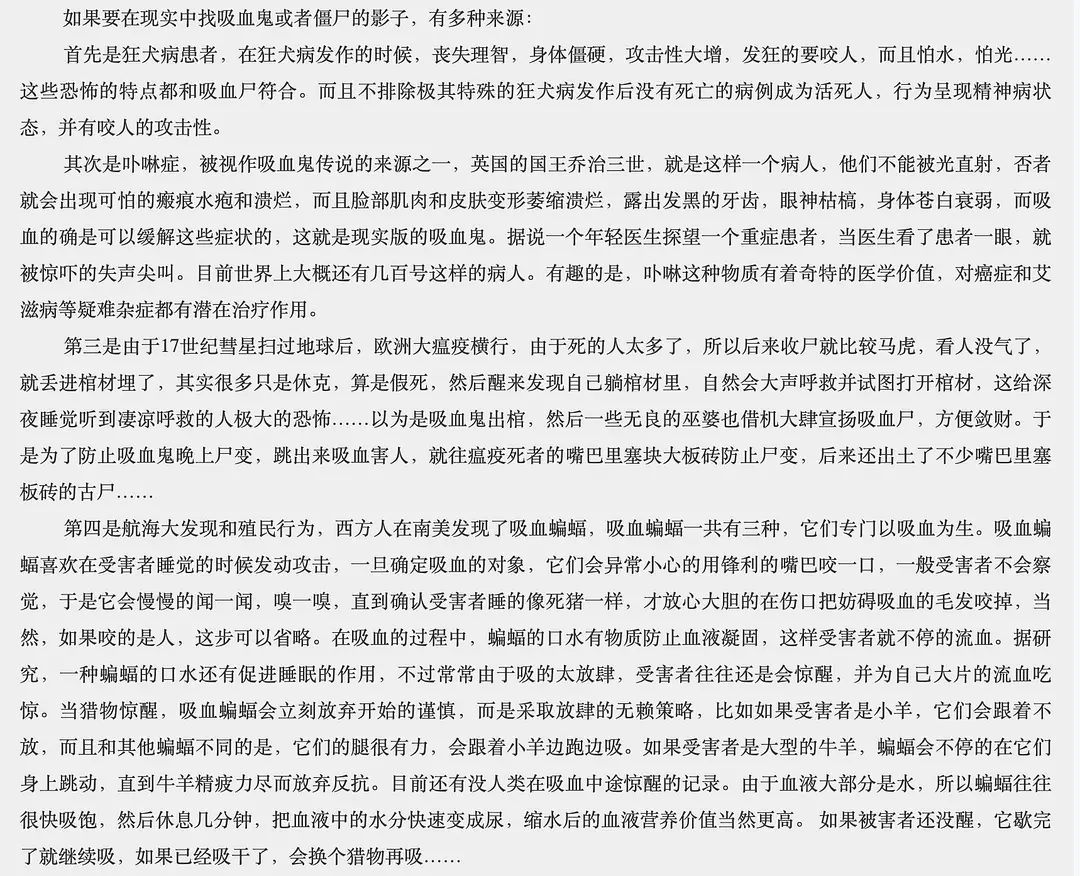 如果要在现实中找吸血鬼或者僵尸的影子，有多种来源：
首先是狂犬病患者，在狂犬病发作的时候，丧失理智，身体僵硬，攻击性大增，发狂的要咬人，而且怕水，怕光……
这些恐怖的特点都和吸血尸符合。而且不排除极其特殊的狂犬病发作后没有死亡的病例成为活死人，行为呈现精神病状
态，并有咬人的攻击性。
其次是卟啉症，被视作吸血鬼传说的来源之一，英国的国王乔治三世，就是这样一个病人，他们不能被光直射，否者
就会出现可怕的瘢痕水疱和溃烂，而且脸部肌肉和皮肤变形萎缩溃烂，露出发黑的牙齿，眼神枯槁，身体苍白衰弱，而吸
血的确是可以缓解这些症状的，这就是现实版的吸血鬼。据说一个年轻医生探望一个重症患者，当医生看了患者一眼，就
被惊吓的失声尖叫。目前世界上大概还有几百号这样的病人。有趣的是，卟啉这种物质有着奇特的医学价值，对癌症和艾
滋病等疑难杂症都有潜在治疗作用。
第三是由于17世纪彗星扫过地球后，欧洲大瘟疫横行，由于死的人太多了，所以后来收尸就比较马虎，看人没气了，
就丢进棺材埋了，其实很多只是休克，算是假死，然后醒来发现自己躺棺材里，自然会大声呼救并试图打开棺材，这给深
夜睡觉听到凄凉呼救的人极大的恐怖……以为是吸血鬼出棺，然后一些无良的巫婆也借机大肆宣扬吸血尸，方便敛财。于
是为了防止吸血鬼晚上尸变，跳出来吸血害人，就往瘟疫死者的嘴巴里塞块大板砖防止尸变，后来还出土了不少嘴巴里塞
板砖的古尸……
第四是航海大发现和殖民行为，西方人在南美发现了吸血蝙蝠，吸血蝙蝠一共有三种，它们专门以吸血为生。吸血蝙
蝠喜欢在受害者睡觉的时候发动攻击，一旦确定吸血的对象，它们会异常小心的用锋利的嘴巴咬一口，一般受害者不会察
觉，于是它会慢慢的闻一闻，嗅一嗅，直到确认受害者睡的像死猪一样，才放心大胆的在伤口把妨碍吸血的毛发咬掉，当
然，如果咬的是人，这步可以省略。在吸血的过程中，蝙蝠的口水有物质防止血液凝固，这样受害者就不停的流血。据研
究，一种蝙蝠的口水还有促进睡眠的作用，不过常常由于吸的太放肆，受害者往往还是会惊醒，并为自己大片的流血吃
惊。当猎物惊醒，吸血蝙蝠会立刻放弃开始的谨慎，而是采取放肆的无赖策略，比如如果受害者是小羊，它们会跟着不
放，而且和其他蝙蝠不同的是，它们的腿很有力，会跟着小羊边跑边吸。如果受害者是大型的牛羊，蝙蝠会不停的在它们
身上跳动，直到牛羊精疲力尽而放弃反抗。目前还有没人类在吸血中途惊醒的记录。由于血液大部分是水，所以蝙蝠往往
很快吸饱，然后休息几分钟，把血液中的水分快速变成尿，缩水后的血液营养价值当然更高。 如果被害者还没醒，它歇完
了就继续吸，如果已经吸干了，会换个猎物再吸……